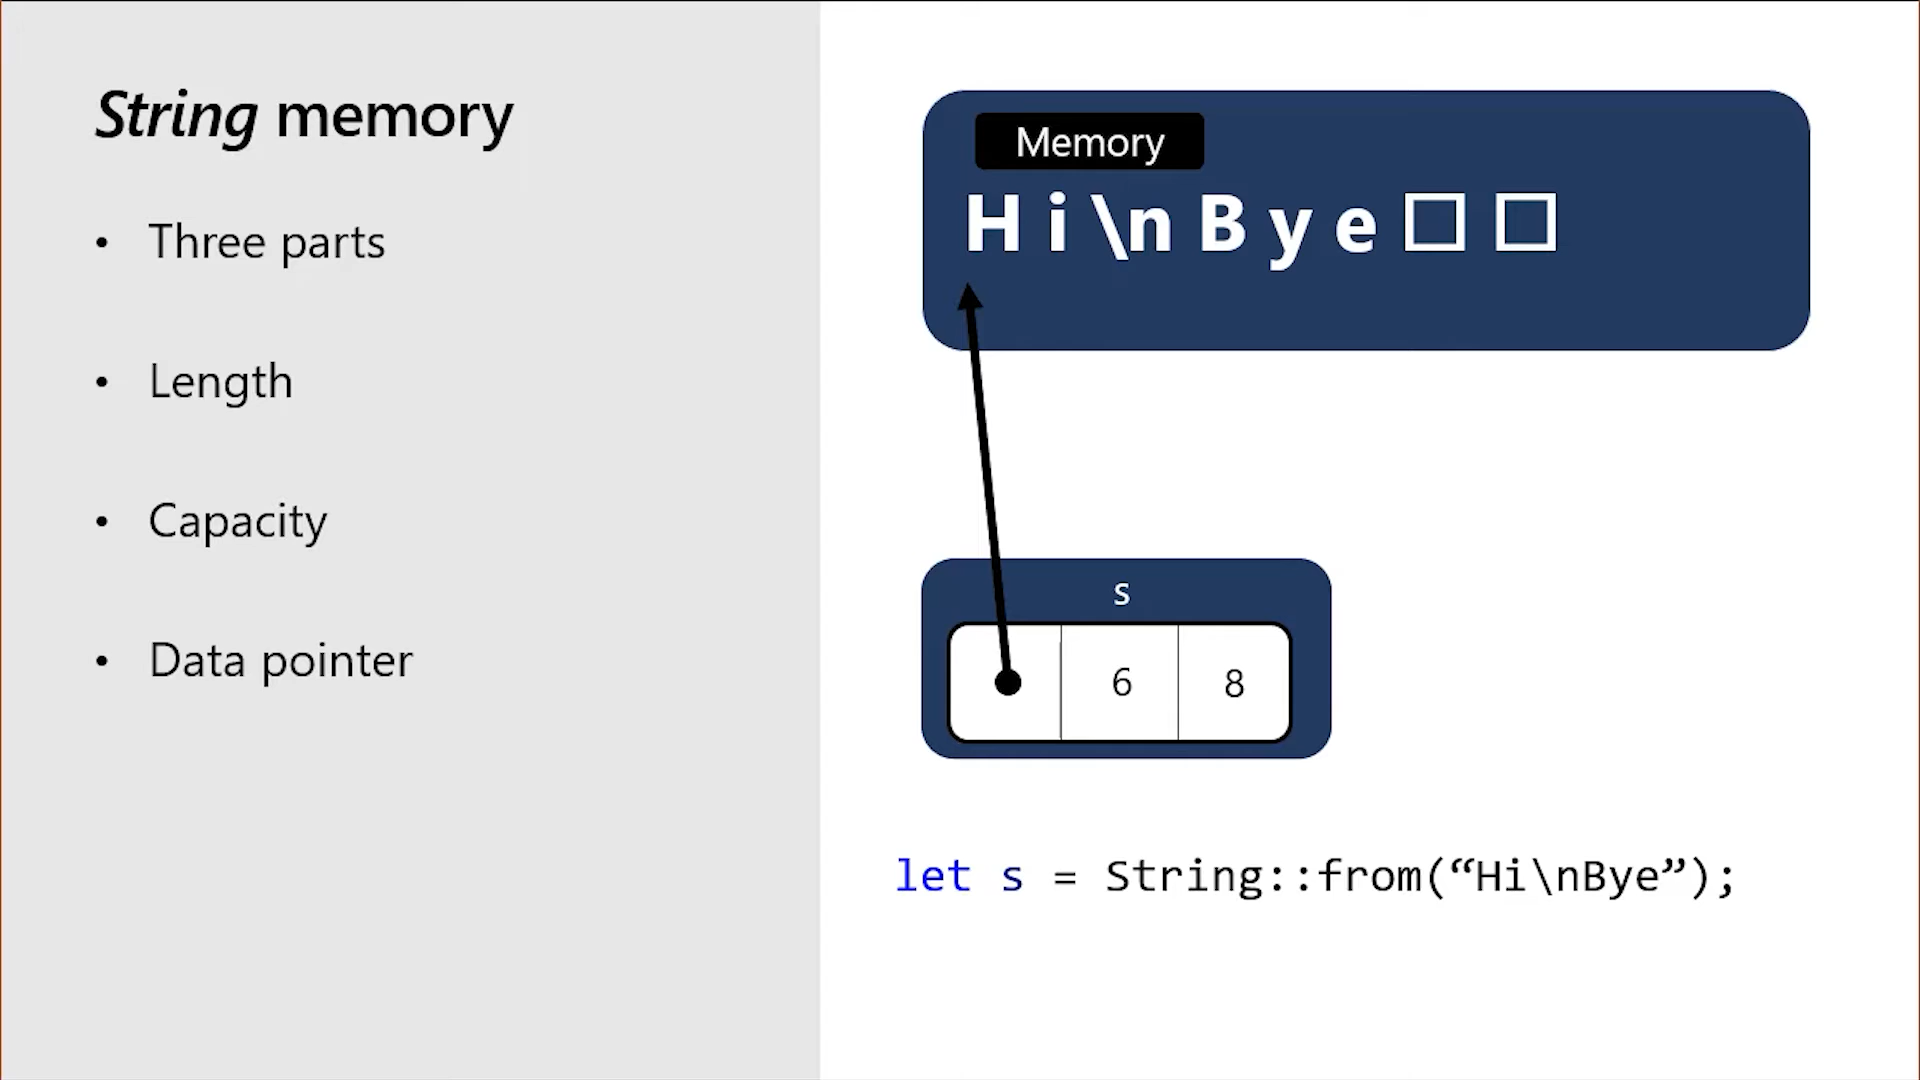 String memory
• Three parts
• Length
• Capacity
• Data pointer
Memory
H i \n B y e □ □
s
6 8
let s = String::from(“Hi\nBye”);